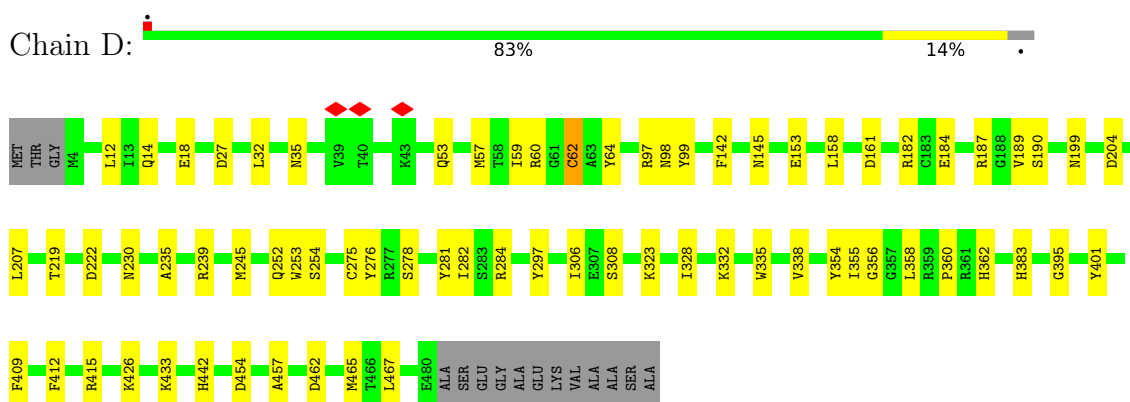 Chain D:
83%
14%
MET THR GLY M4 L12 I13 Q14 E18 D27 L32 N35 V39 T40 K43 Q53 M57 T58 I59 R60 G61 C62 A63 Y64 R97 N98 Y99 F142 N145 E153 L158 D161 R182 C183 E184 R187 G188 V189 S190 N199 D204
L207 T219 D222 N230 A235 R239 M245 Q252 W253 S254 C275 Y276 R277 S278 Y281 I282 S283 R284 Y297 I306 E307 S308 K323 I328 K332 W335 V338 Y354 I355 G356 G357 L358 R359 P360 R361 H362 H383 G395 Y401
F409 F412 R415 K426 K433 H442 D454 A457 D462 M465 T466 L467 E480 ALA SER GLU GLY ALA GLU LYS VAL ALA ALA SER ALA